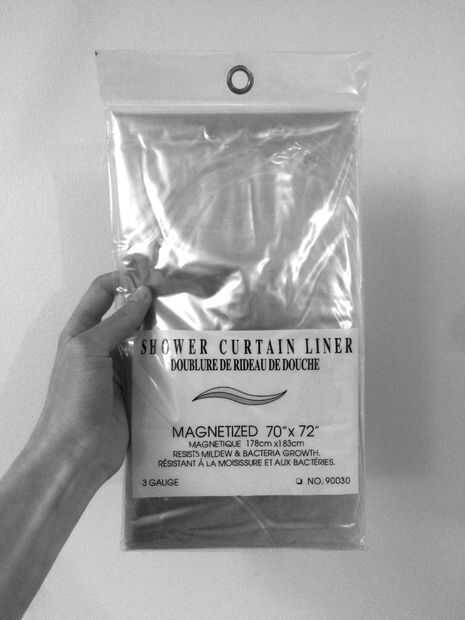 SHOWER CURTAIN LINER
DOUBLURE DE RIDEAU DE DOUCHE
MAGNETIZED 70" x 72"
MAGNETIQUE 178cm x183cm
RESISTS MILDEW & BACTERIA GROWTH.
RÉSISTANT À LA MOISISSURE ET AUX BACTÉRIES.
3 GAUGE NO. 90030